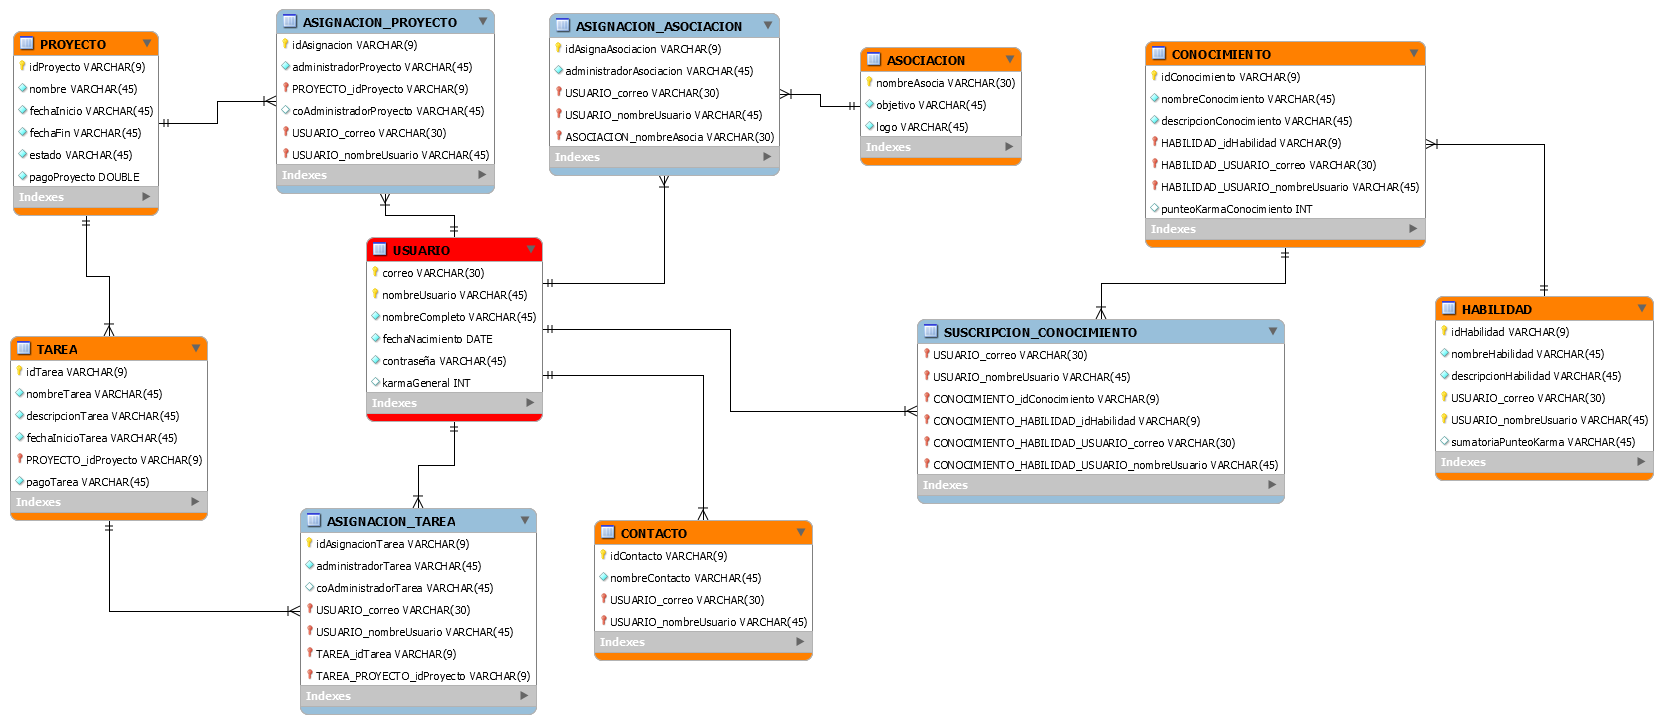 PROYECTO
idProyecto VARCHAR(9)
nombre VARCHAR(45)
fechaInicio VARCHAR(45)
fechaFin VARCHAR(45)
estado VARCHAR(45)
pagoProyecto DOUBLE
Indexes
ASIGNACION_PROYECTO
idAsignacion VARCHAR(9)
administradorProyecto VARCHAR(45)
PROYECTO_idProyecto VARCHAR(9)
coAdministradorProyecto VARCHAR(45)
USUARIO_correo VARCHAR(30)
USUARIO_nombreUsuario VARCHAR(45)
Indexes
ASIGNACION_ASOCIACION
idAsignaAsociacion VARCHAR(9)
administradorAsociacion VARCHAR(45)
USUARIO_correo VARCHAR(30)
USUARIO_nombreUsuario VARCHAR(45)
ASOCIACION_nombreAsocia VARCHAR(30)
Indexes
ASOCIACION
nombreAsocia VARCHAR(30)
objetivo VARCHAR(45)
logo VARCHAR(45)
Indexes
CONOCIMIENTO
idConocimiento VARCHAR(9)
nombreConocimiento VARCHAR(45)
descripcionConocimiento VARCHAR(45)
HABILIDAD_idHabilidad VARCHAR(9)
HABILIDAD_USUARIO_correo VARCHAR(30)
HABILIDAD_USUARIO_nombreUsuario VARCHAR(45)
punteoKarmaConocimiento INT
Indexes
USUARIO
correo VARCHAR(30)
nombreUsuario VARCHAR(45)
nombreCompleto VARCHAR(45)
fechaNacimiento DATE
contraseña VARCHAR(45)
karmaGeneral INT
Indexes
HABILIDAD
idHabilidad VARCHAR(9)
nombreHabilidad VARCHAR(45)
descripcionHabilidad VARCHAR(45)
USUARIO_correo VARCHAR(30)
USUARIO_nombreUsuario VARCHAR(45)
sumatoriaPunteoKarma VARCHAR(45)
Indexes
SUSCRIPCION_CONOCIMIENTO
USUARIO_correo VARCHAR(30)
USUARIO_nombreUsuario VARCHAR(45)
CONOCIMIENTO_idConocimiento VARCHAR(9)
CONOCIMIENTO_HABILIDAD_idHabilidad VARCHAR(9)
CONOCIMIENTO_HABILIDAD_USUARIO_correo VARCHAR(30)
CONOCIMIENTO_HABILIDAD_USUARIO_nombreUsuario VARCHAR(45)
Indexes
TAREA
idTarea VARCHAR(9)
nombreTarea VARCHAR(45)
descripcionTarea VARCHAR(45)
fechaInicioTarea VARCHAR(45)
PROYECTO_idProyecto VARCHAR(9)
pagoTarea VARCHAR(45)
Indexes
ASIGNACION_TAREA
idAsignacionTarea VARCHAR(9)
administradorTarea VARCHAR(45)
coAdministradorTarea VARCHAR(45)
USUARIO_correo VARCHAR(30)
USUARIO_nombreUsuario VARCHAR(45)
TAREA_idTarea VARCHAR(9)
TAREA_PROYECTO_idProyecto VARCHAR(9)
Indexes
CONTACTO
idContacto VARCHAR(9)
nombreContacto VARCHAR(45)
USUARIO_correo VARCHAR(30)
USUARIO_nombreUsuario VARCHAR(45)
Indexes